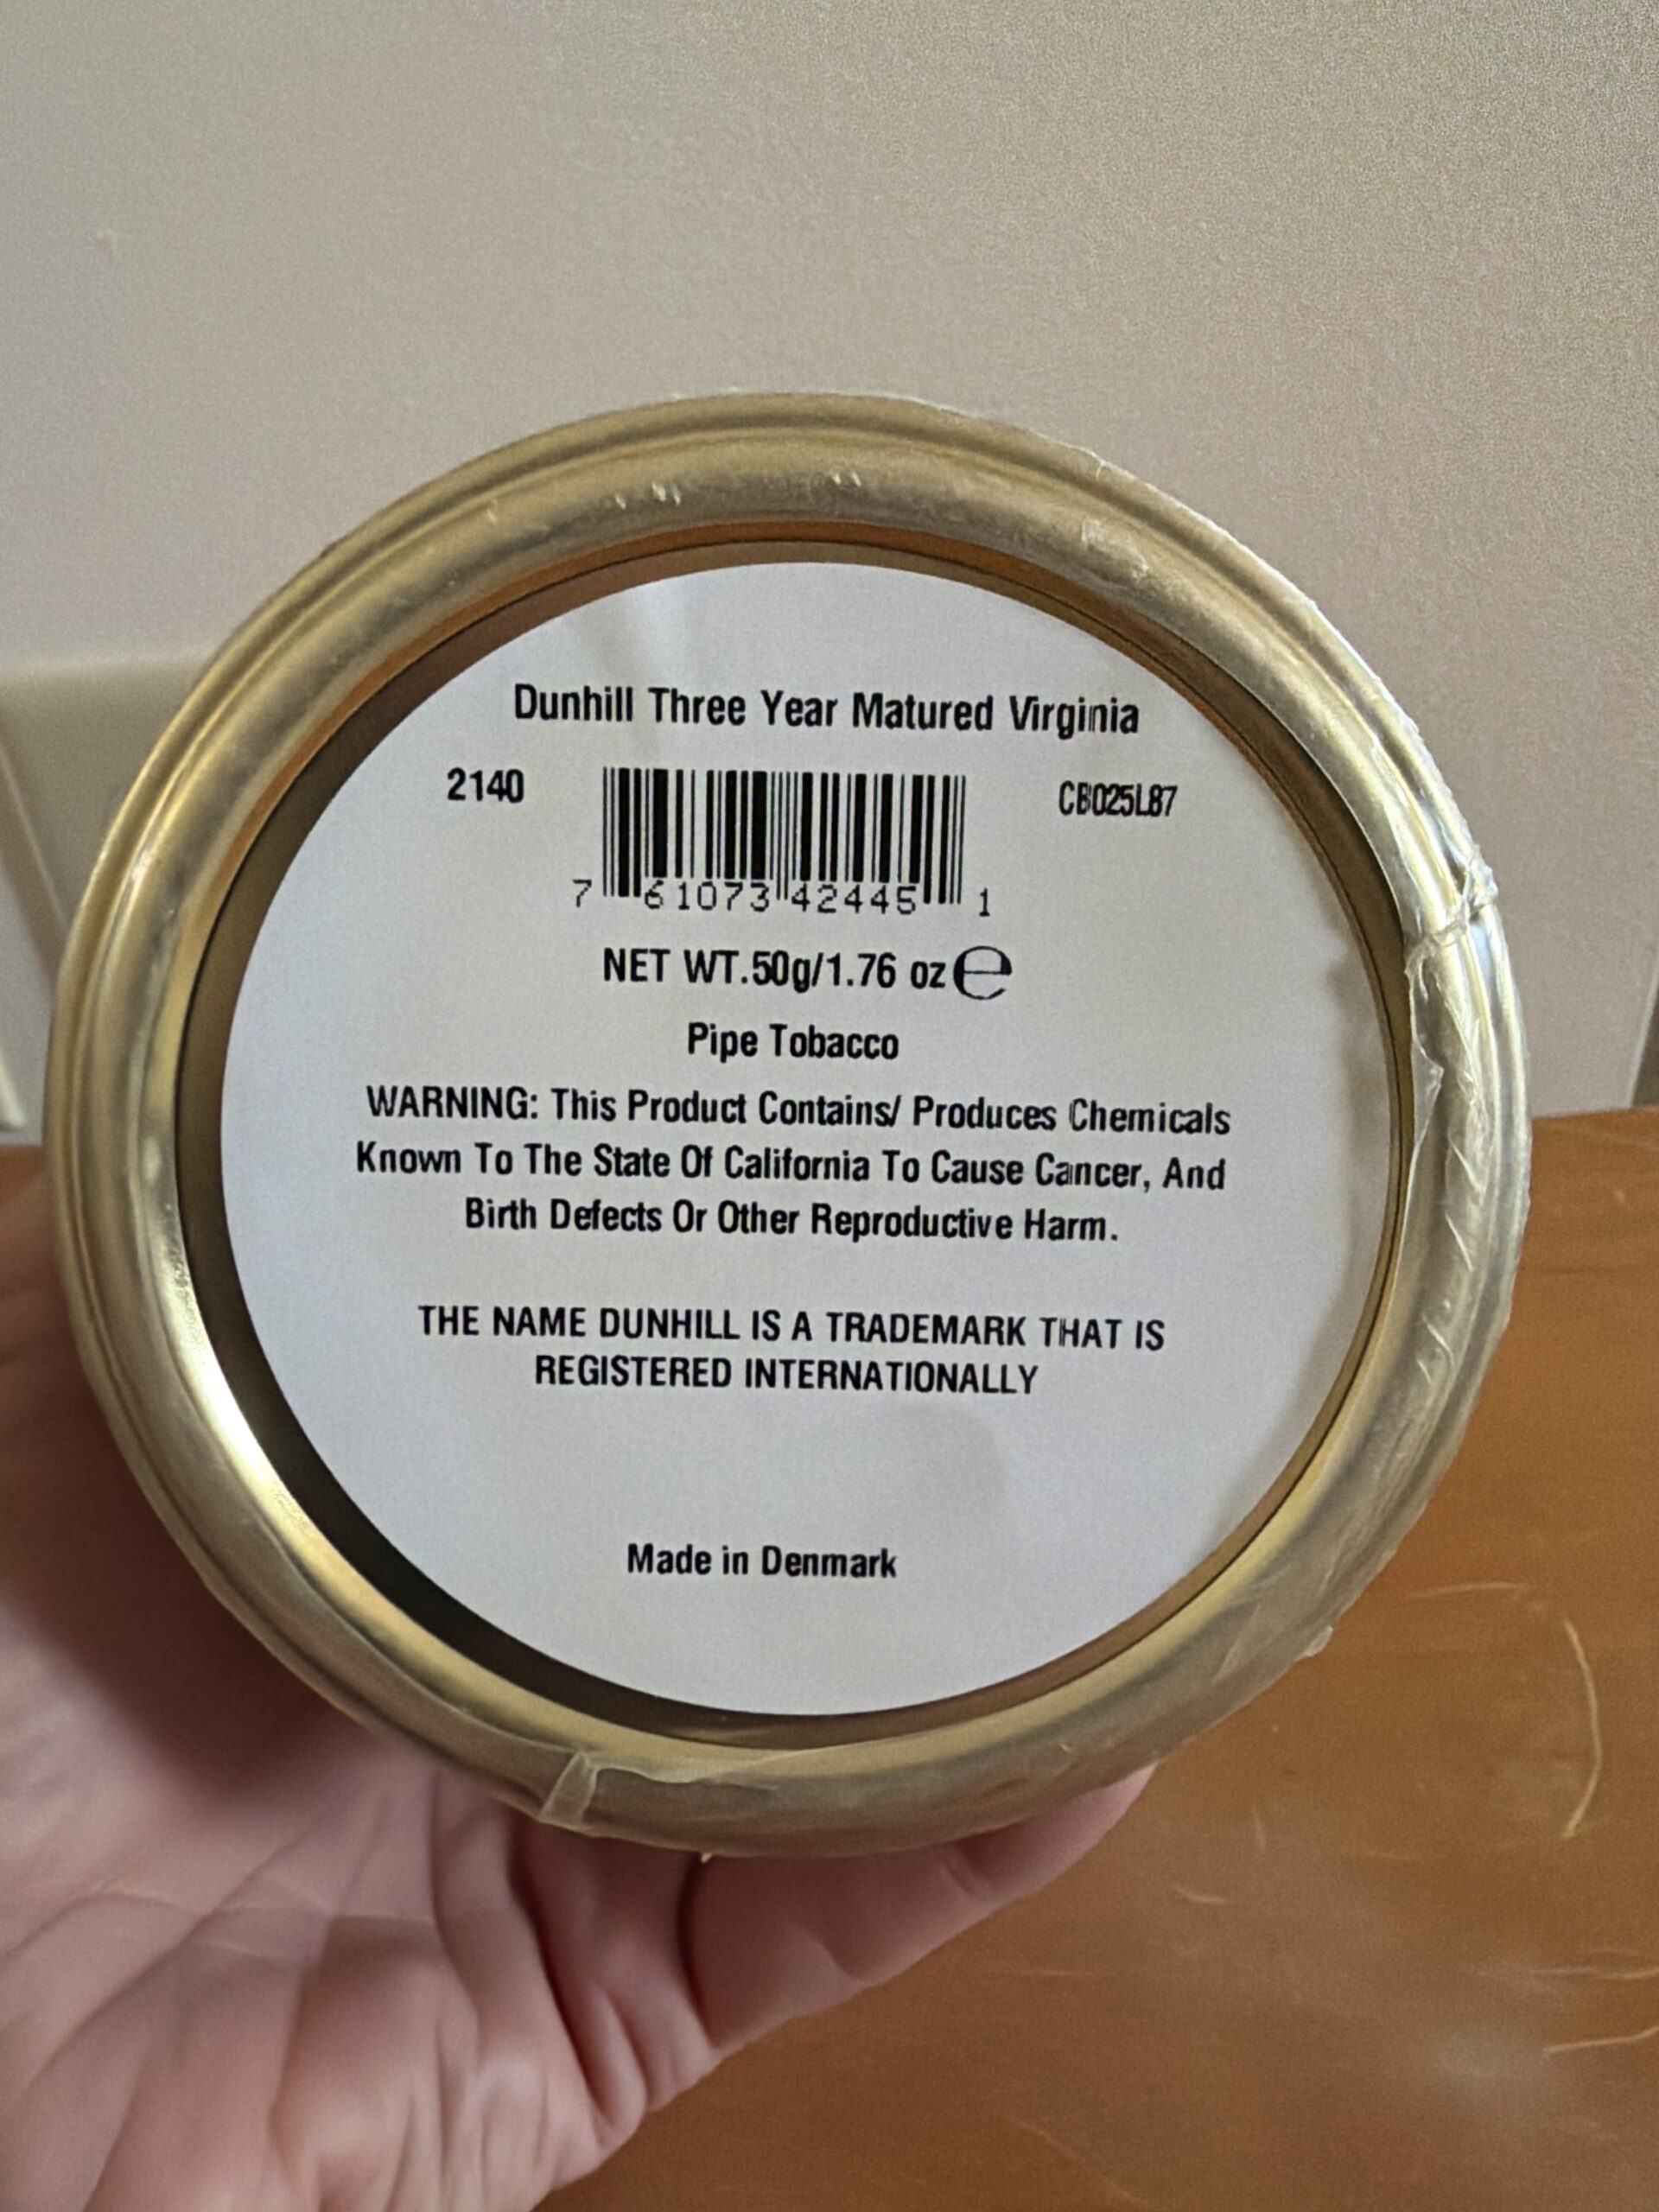 Dunhill Three Year Matured Virginia
2140 CB025L87
7 61073 42445 1
NET WT.50g/1.76 oz e
Pipe Tobacco
WARNING: This Product Contains/ Produces Chemicals
Known To The State Of California To Cause Cancer, And
Birth Defects Or Other Reproductive Harm.
THE NAME DUNHILL IS A TRADEMARK THAT IS
REGISTERED INTERNATIONALLY
Made in Denmark